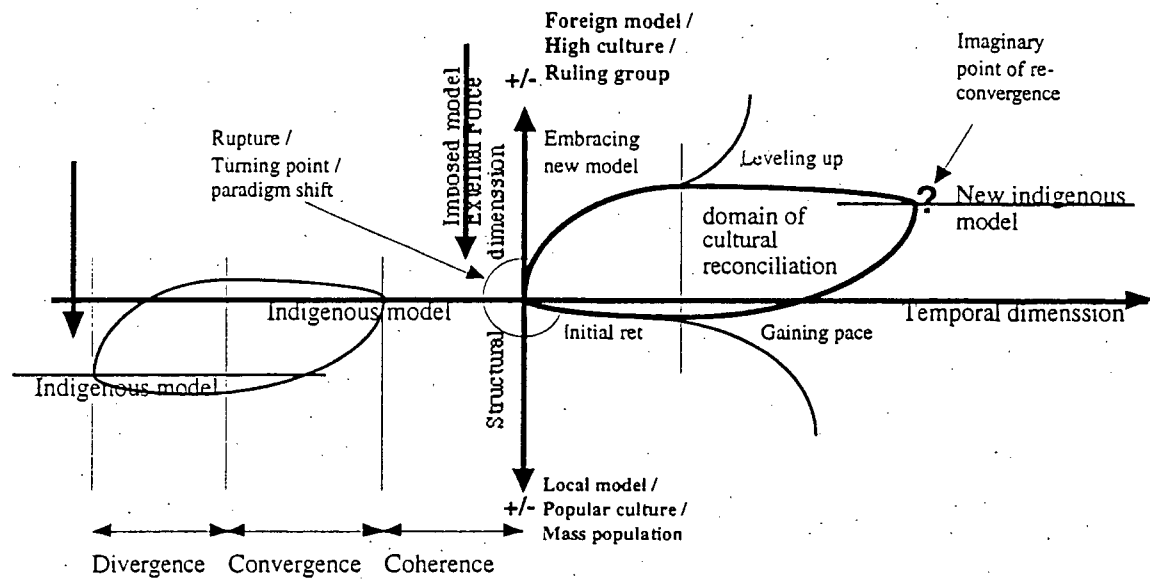 Foreign model /
High culture /
+/- Ruling group
Imaginary
point of re-
convergence
Rupture /
Turning point /
paradigm shift
Imposed model
External Force
Embracing
new model
Leveling up
? New indigenous
model
domain of
cultural
reconciliation
Structural dimenssion
Indigenous model
Temporal dimenssion
Initial ret
Gaining pace
Indigenous model
Local model /
+/- Popular culture /
Mass population
Divergence Convergence Coherence